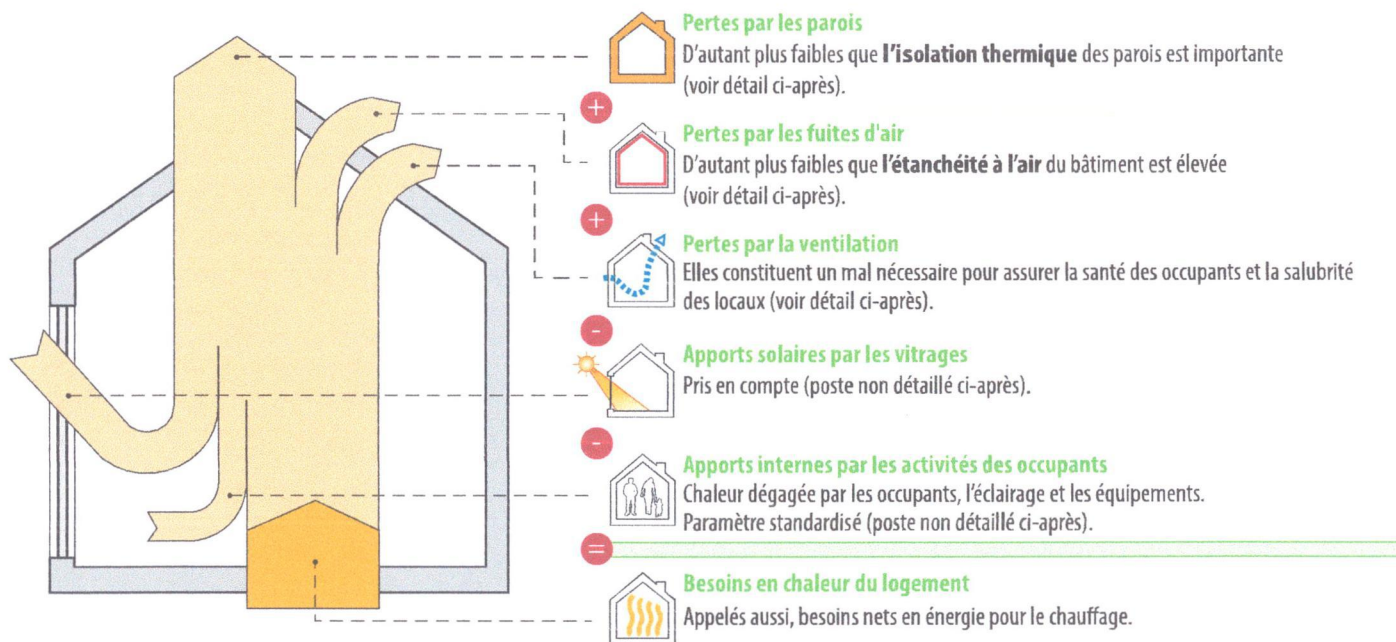 Pertes par les parois
D'autant plus faibles que l'isolation thermique des parois est importante
(voir détail ci-après).
+
Pertes par les fuites d'air
D'autant plus faibles que l'étanchéité à l'air du bâtiment est élevée
(voir détail ci-après).
+
Pertes par la ventilation
Elles constituent un mal nécessaire pour assurer la santé des occupants et la salubrité
des locaux (voir détail ci-après).
-
Apports solaires par les vitrages
Pris en compte (poste non détaillé ci-après).
-
Apports internes par les activités des occupants
Chaleur dégagée par les occupants, l'éclairage et les équipements.
Paramètre standardisé (poste non détaillé ci-après).
=
Besoins en chaleur du logement
Appelés aussi, besoins nets en énergie pour le chauffage.